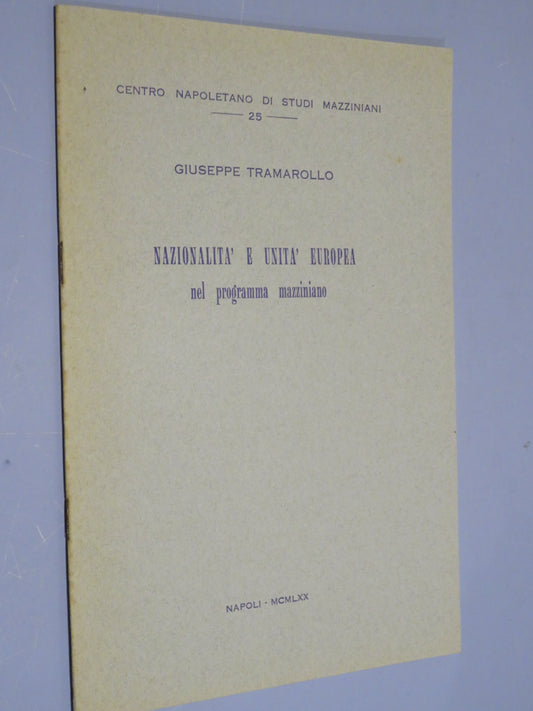 CENTRO NAPOLETANO DI STUDI MAZZINIANI
25
GIUSEPPE TRAMAROLLO
NAZIONALITA' E UNITA' EUROPEA
nel programma mazziniano
NAPOLI - MCMLXX